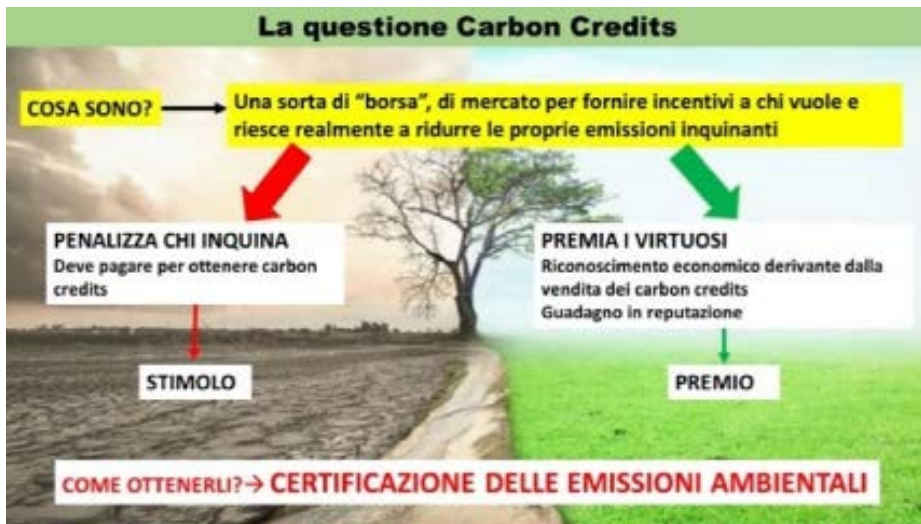 La questione Carbon Credits
COSA SONO?
Una sorta di “borsa”, di mercato per fornire incentivi a chi vuole e
riesce realmente a ridurre le proprie emissioni inquinanti
PENALIZZA CHI INQUINA
Deve pagare per ottenere carbon
credits
STIMOLO
PREMIA I VIRTUOSI
Riconoscimento economico derivante dalla
vendita dei carbon credits
Guadagno in reputazione
PREMIO
COME OTTENERLI?→ CERTIFICAZIONE DELLE EMISSIONI AMBIENTALI